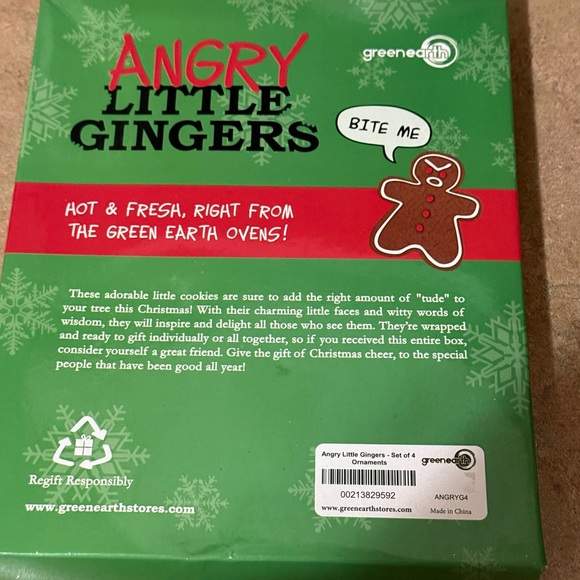 greenearth
ANGRY
LITTLE
GINGERS
BITE ME
HOT & FRESH, RIGHT FROM
THE GREEN EARTH OVENS!
These adorable little cookies are sure to add the right amount of "tude" to
your tree this Christmas! With their charming little faces and witty words of
wisdom, they will inspire and delight all those who see them. They're wrapped
and ready to gift individually or all together, so if you received this entire box,
consider yourself a great friend. Give the gift of Christmas cheer, to the special
people that have been good all year!
Regift Responsibly
www.greenearthstores.com
Angry Little Gingers - Set of 4
Ornaments
greenearth
00213829592
ANGRYG4
www.greenearthstores.com
Made in China